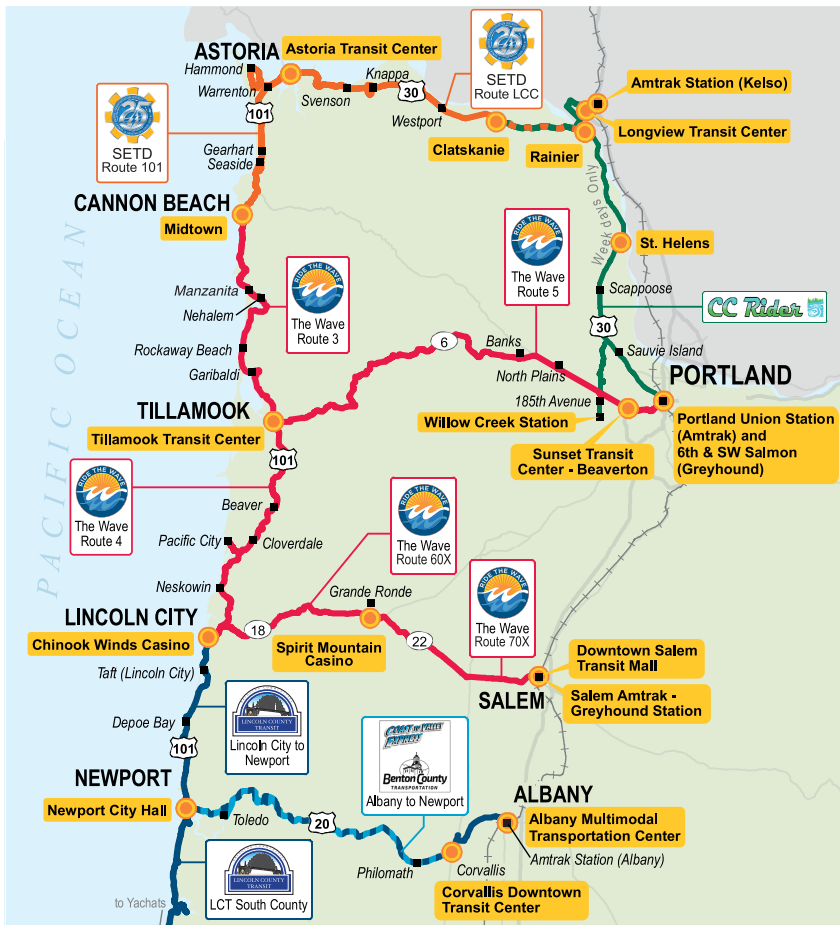 ASTORIA
Astoria Transit Center
Hammond
Warrenton
Svenson
Knappa
30
Westport
25
SETD
Route LCC
Amtrak Station (Kelso)
Longview Transit Center
Clatskanie
Rainier
101
25
SETD
Route 101
Gearhart
Seaside
CANNON BEACH
Midtown
Week days Only
St. Helens
RIDE THE WAVE
The Wave
Route 5
Scappoose
CC Rider
30
Manzanita
Nehalem
RIDE THE WAVE
The Wave
Route 3
Rockaway Beach
Garibaldi
6
Banks
North Plains
Sauvie Island
PORTLAND
185th Avenue
Willow Creek Station
Portland Union Station
(Amtrak) and
6th & SW Salmon
(Greyhound)
Sunset Transit
Center - Beaverton
TILLAMOOK
Tillamook Transit Center
101
PACIFIC OCEAN
RIDE THE WAVE
The Wave
Route 4
Beaver
Pacific City
Cloverdale
Neskowin
RIDE THE WAVE
The Wave
Route 60X
Grande Ronde
RIDE THE WAVE
The Wave
Route 70X
LINCOLN CITY
Chinook Winds Casino
18
Spirit Mountain
Casino
22
SALEM
Downtown Salem
Transit Mall
Salem Amtrak -
Greyhound Station
Taft (Lincoln City)
Depoe Bay
101
LINCOLN COUNTY
TRANSIT
Lincoln City to
Newport
COAST TO VALLEY
EXPRESS
Benton County
TRANSPORTATION
Albany to Newport
NEWPORT
Newport City Hall
Toledo
20
ALBANY
Albany Multimodal
Transportation Center
Amtrak Station (Albany)
Philomath
Corvallis
Corvallis Downtown
Transit Center
LINCOLN COUNTY
TRANSIT
LCT South County
to Yachats